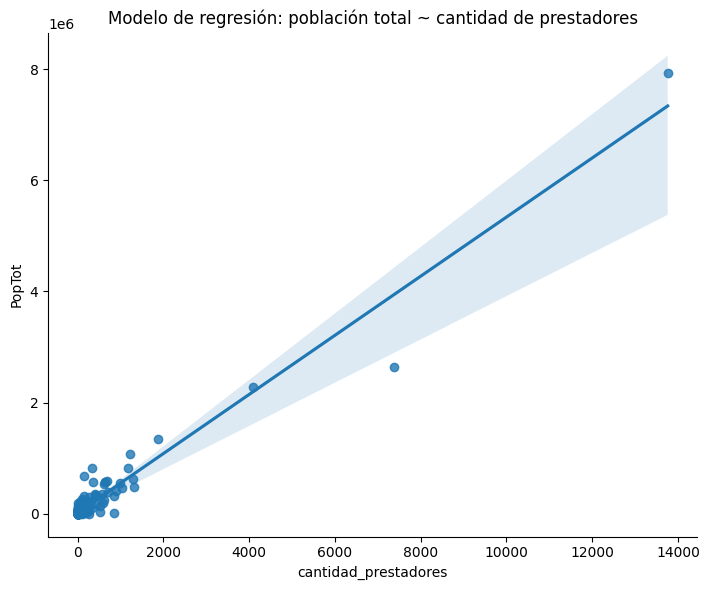 Modelo de regresión: población total ~ cantidad de prestadores
1e6
8
6
4
2
0
PopTot
0 2000 4000 6000 8000 10000 12000 14000
cantidad_prestadores